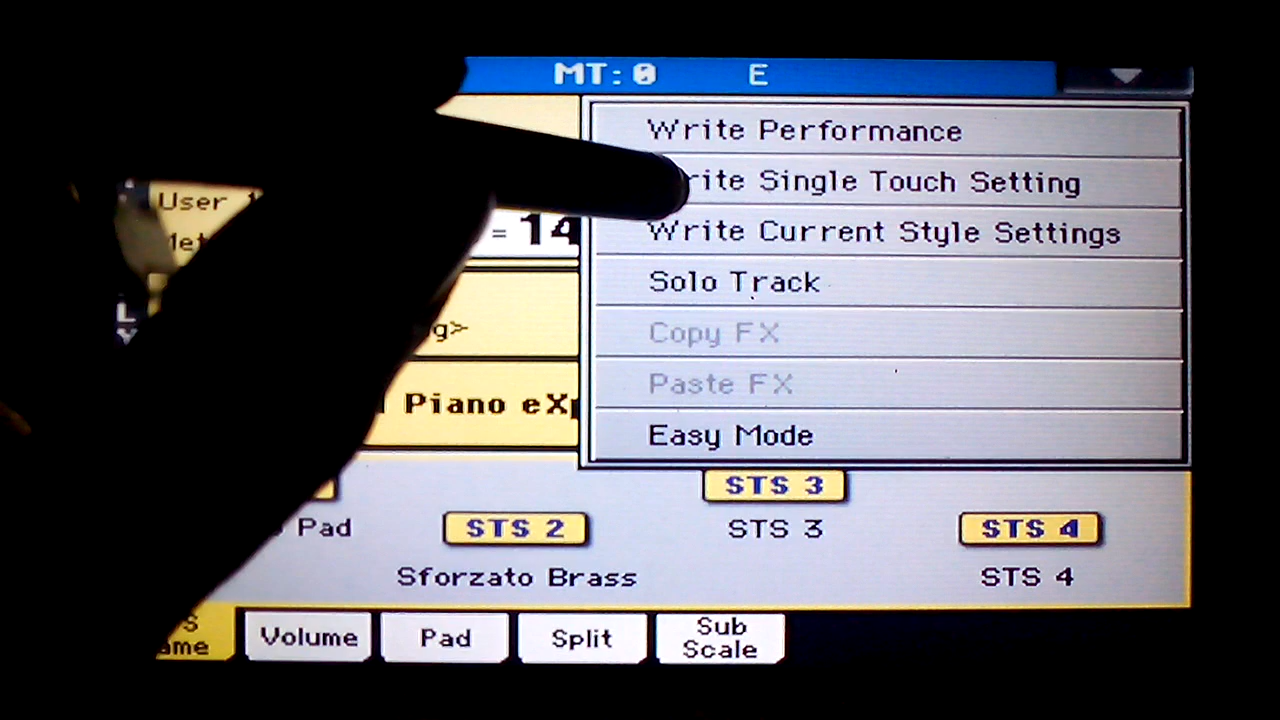 MT: 0 E
Write Performance
User
rite Single Touch Setting
= 14
Write Current Style Settings
Solo Track
g>
Copy FX
Paste FX
Piano eX
Easy Mode
STS 3
Pad
STS 2
STS 3
STS 4
Sforzato Brass
STS 4
Volume
Pad
Split
Sub
Scale